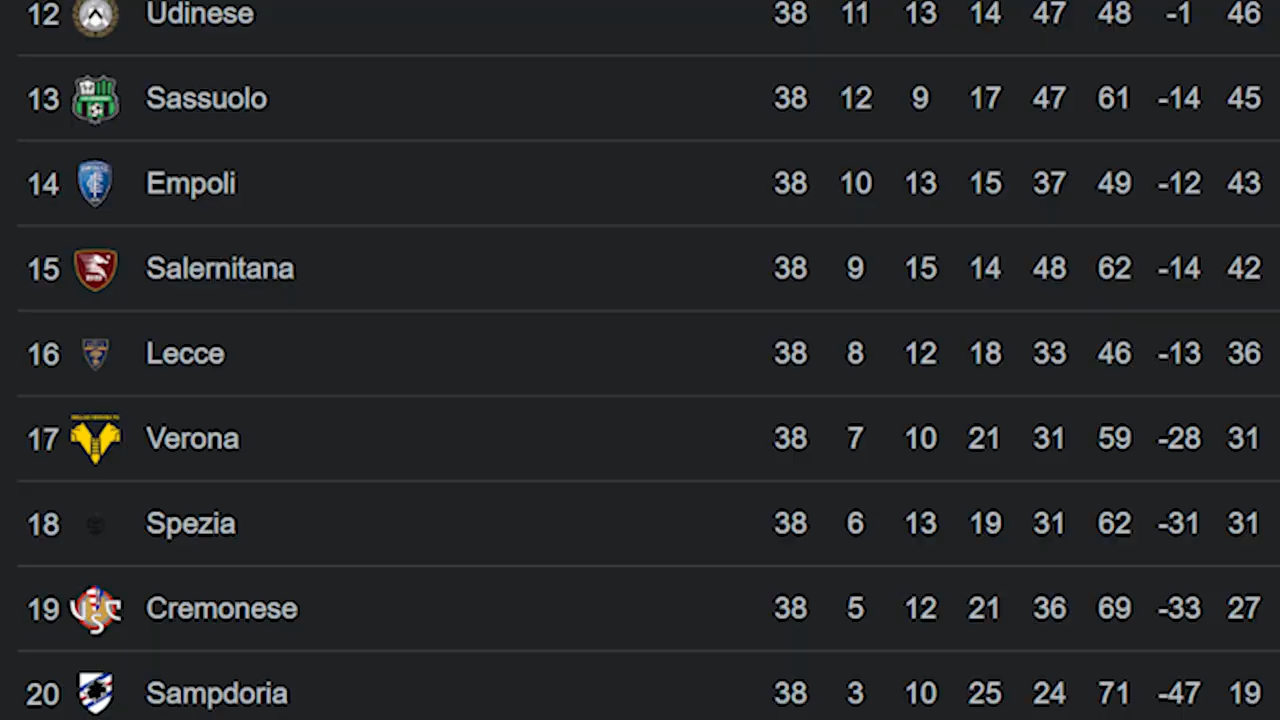 12 Udinese 38 11 13 14 47 48 -1 46
13 Sassuolo 38 12 9 17 47 61 -14 45
14 Empoli 38 10 13 15 37 49 -12 43
15 Salernitana 38 9 15 14 48 62 -14 42
16 Lecce 38 8 12 18 33 46 -13 36
17 Verona 38 7 10 21 31 59 -28 31
18 Spezia 38 6 13 19 31 62 -31 31
19 Cremonese 38 5 12 21 36 69 -33 27
20 Sampdoria 38 3 10 25 24 71 -47 19